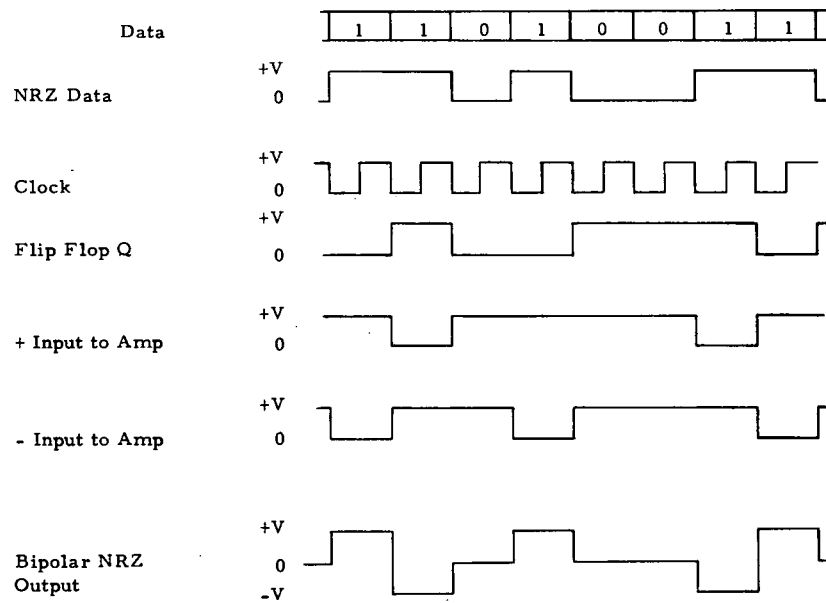 Data 1 1 0 1 0 0 1 1
+V
NRZ Data 0
+V
Clock 0
+V
Flip Flop Q 0
+V
+ Input to Amp 0
+V
- Input to Amp 0
+V
Bipolar NRZ 0
Output
-V